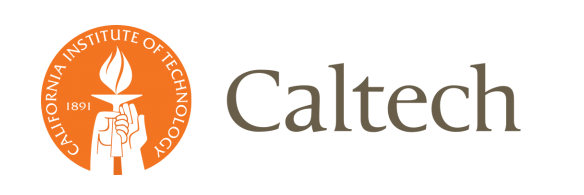 CALIFORNIA INSTITUTE OF TECHNOLOGY
1891
Caltech